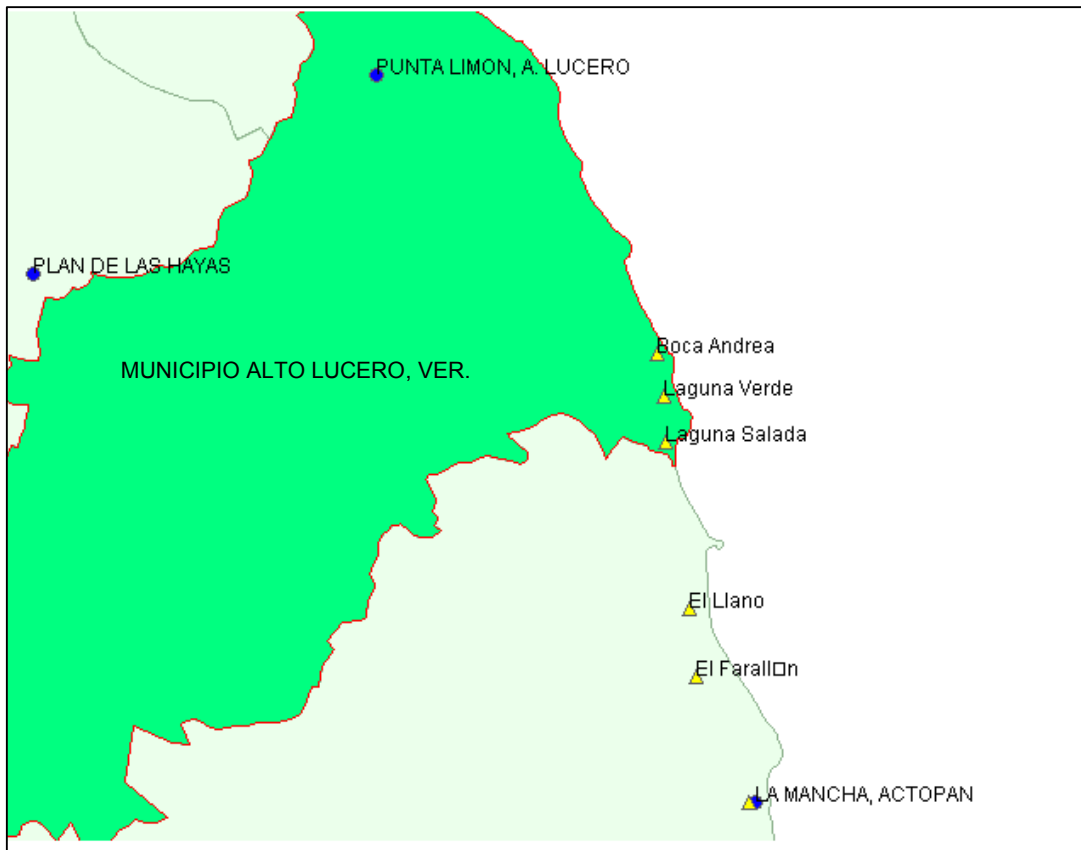 PUNTA LIMON, A. LUCERO
PLAN DE LAS HAYAS
Boca Andrea
MUNICIPIO ALTO LUCERO, VER.
Laguna Verde
Laguna Salada
El Llano
El Farall□n
LA MANCHA, ACTOPAN